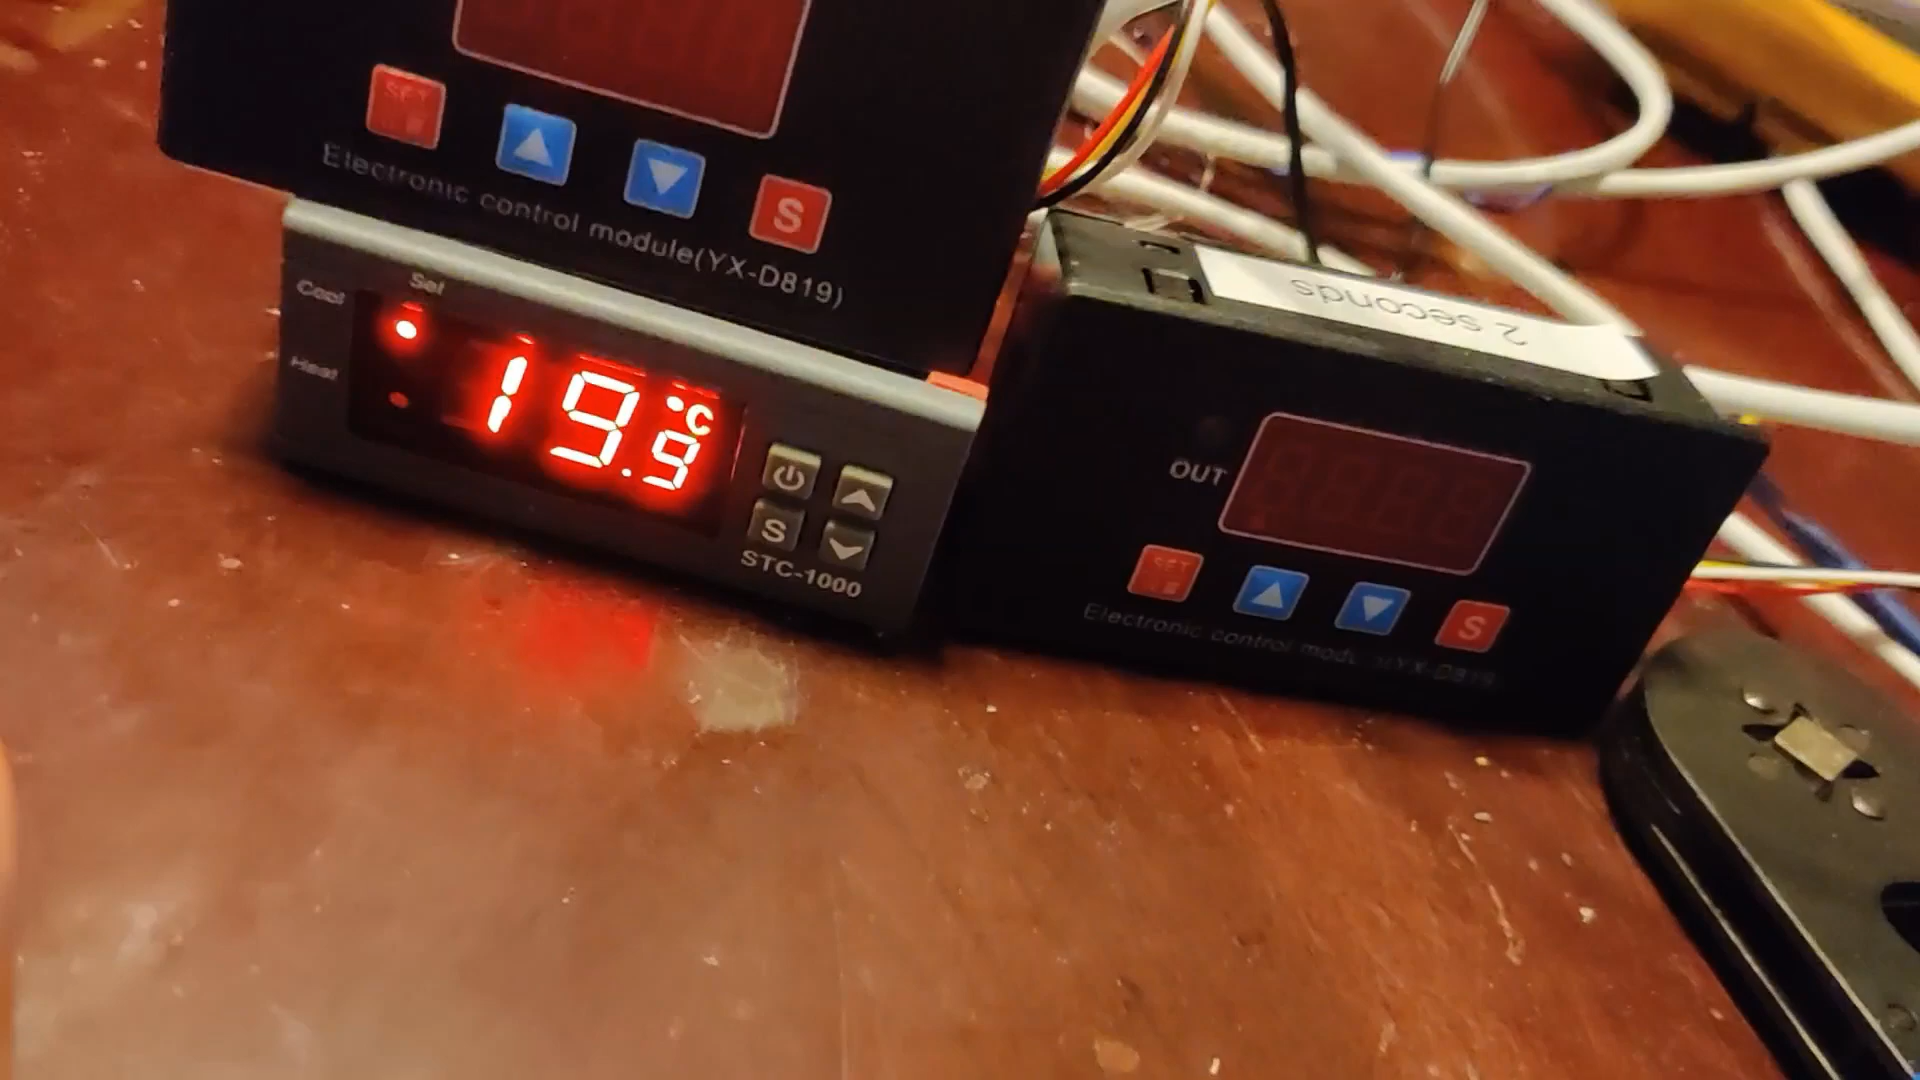 SET
S
Electronic control module(YX-D819)
Set
Cool
Heat
19.9
°C
S
STC-1000
2 seconds
OUT
SET
S
Electronic control module(YX-D819)